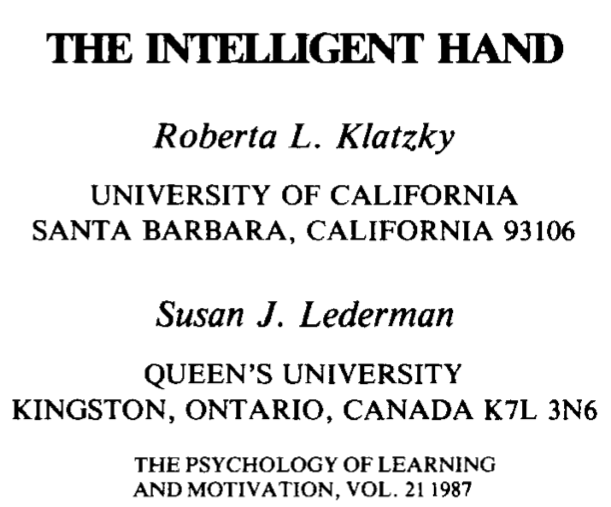 THE INTELLIGENT HAND
Roberta L. Klatzky
UNIVERSITY OF CALIFORNIA
SANTA BARBARA, CALIFORNIA 93106
Susan J. Lederman
QUEEN'S UNIVERSITY
KINGSTON, ONTARIO, CANADA K7L 3N6
THE PSYCHOLOGY OF LEARNING
AND MOTIVATION, VOL. 21 1987